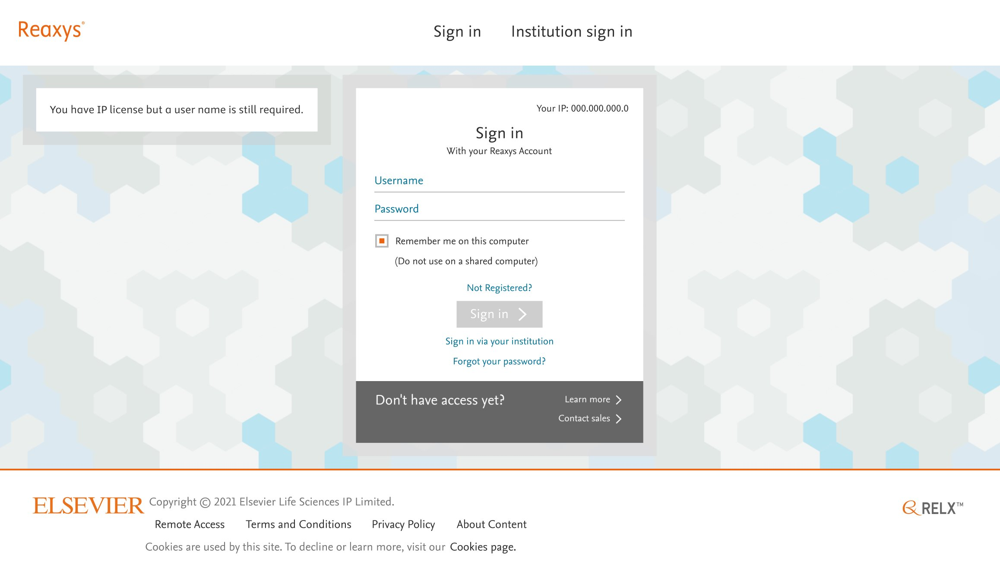 Reaxys®
Sign in
Institution sign in
You have IP license but a user name is still required.
Your IP: 000.000.000.0
Sign in
With your Reaxys Account
Username
Password
Remember me on this computer
(Do not use on a shared computer)
Not Registered?
Sign in
Sign in via your institution
Forgot your password?
Don't have access yet?
Learn more
Contact sales
ELSEVIER
Copyright © 2021 Elsevier Life Sciences IP Limited.
RELX™
Remote Access
Terms and Conditions
Privacy Policy
About Content
Cookies are used by this site. To decline or learn more, visit our Cookies page.